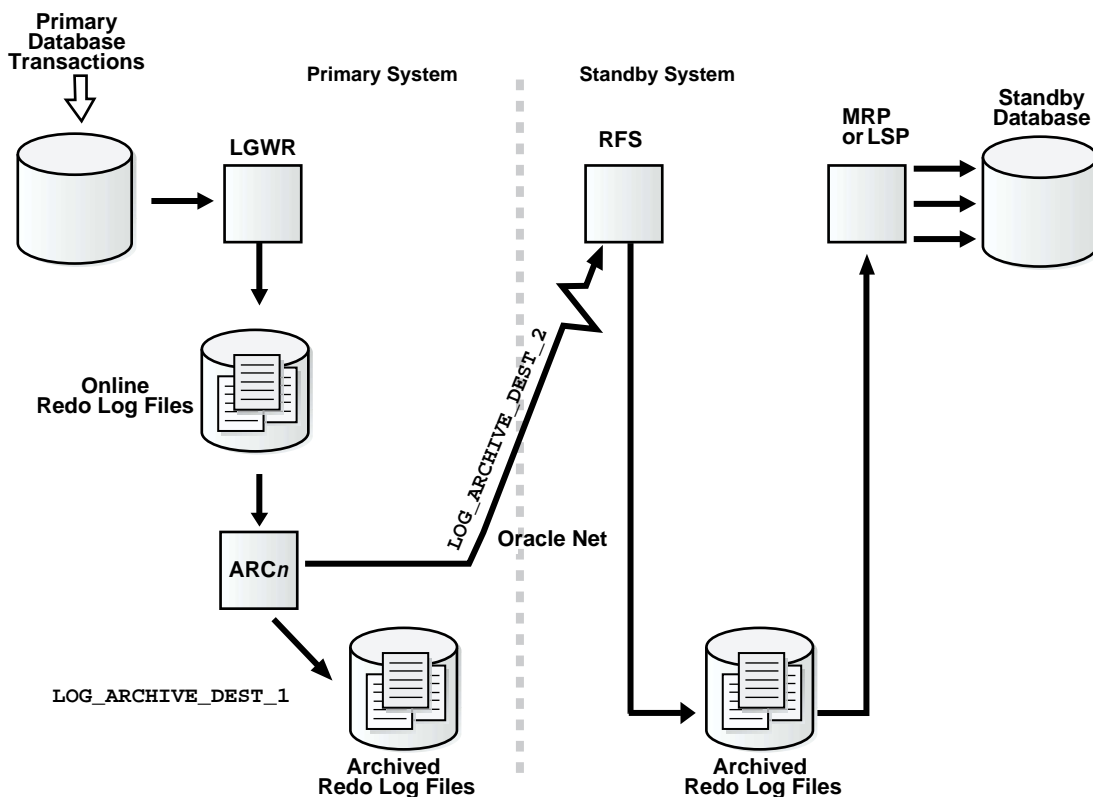 Primary
Database
Transactions
Primary System
Standby System
LGWR
RFS
MRP
or LSP
Standby
Database
Online
Redo Log Files
LOG_ARCHIVE_DEST_2
Oracle Net
ARCn
LOG_ARCHIVE_DEST_1
Archived
Redo Log Files
Archived
Redo Log Files